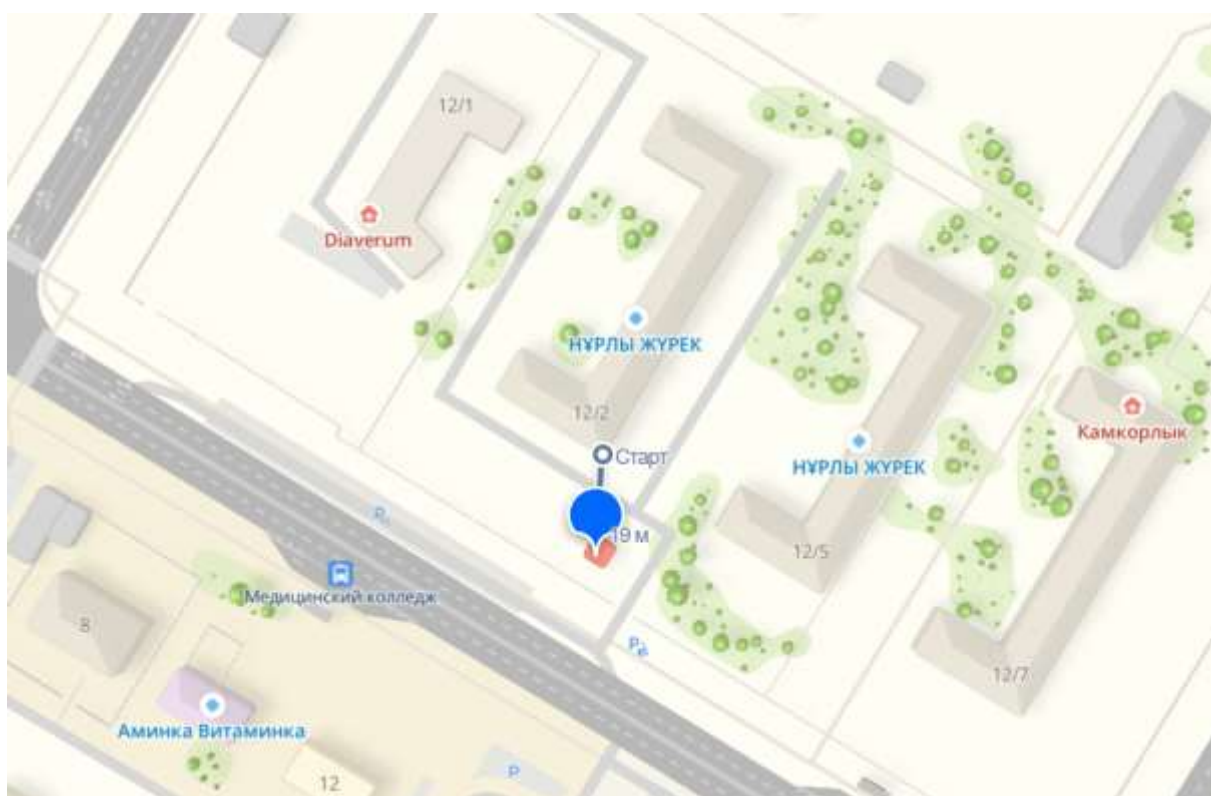 12/1
Diaverum
НҰРЛЫ ЖҮРЕК
12/2
Камкорлык
Старт
НҰРЛЫ ЖҮРЕК
P
19 м
12/5
Медицинский колледж
8
P
12/7
Аминка Витаминка
P
12